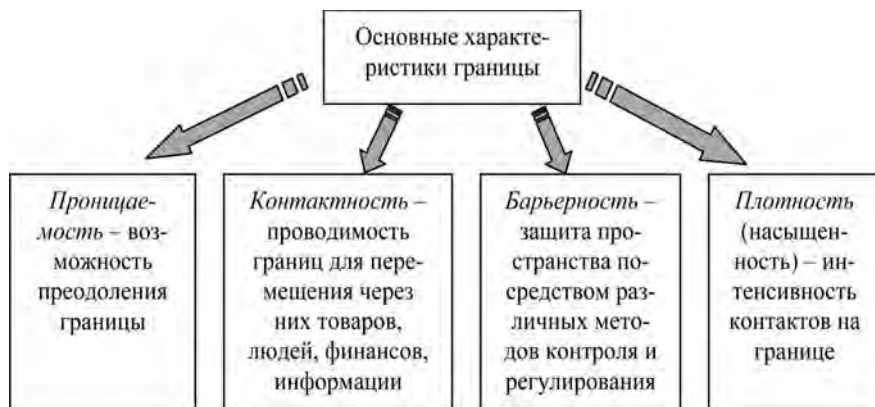 Основные характе-
ристики границы
Проницае-
мость – воз-
можность
преодоления
границы
Контактность –
проводимость
границ для пере-
мещения через
них товаров,
людей, финансов,
информации
Барьерность –
защита про-
странства по-
средством раз-
личных мето-
дов контроля и
регулирования
Плотность
(насыщен-
ность) – ин-
тенсивность
контактов на
границе